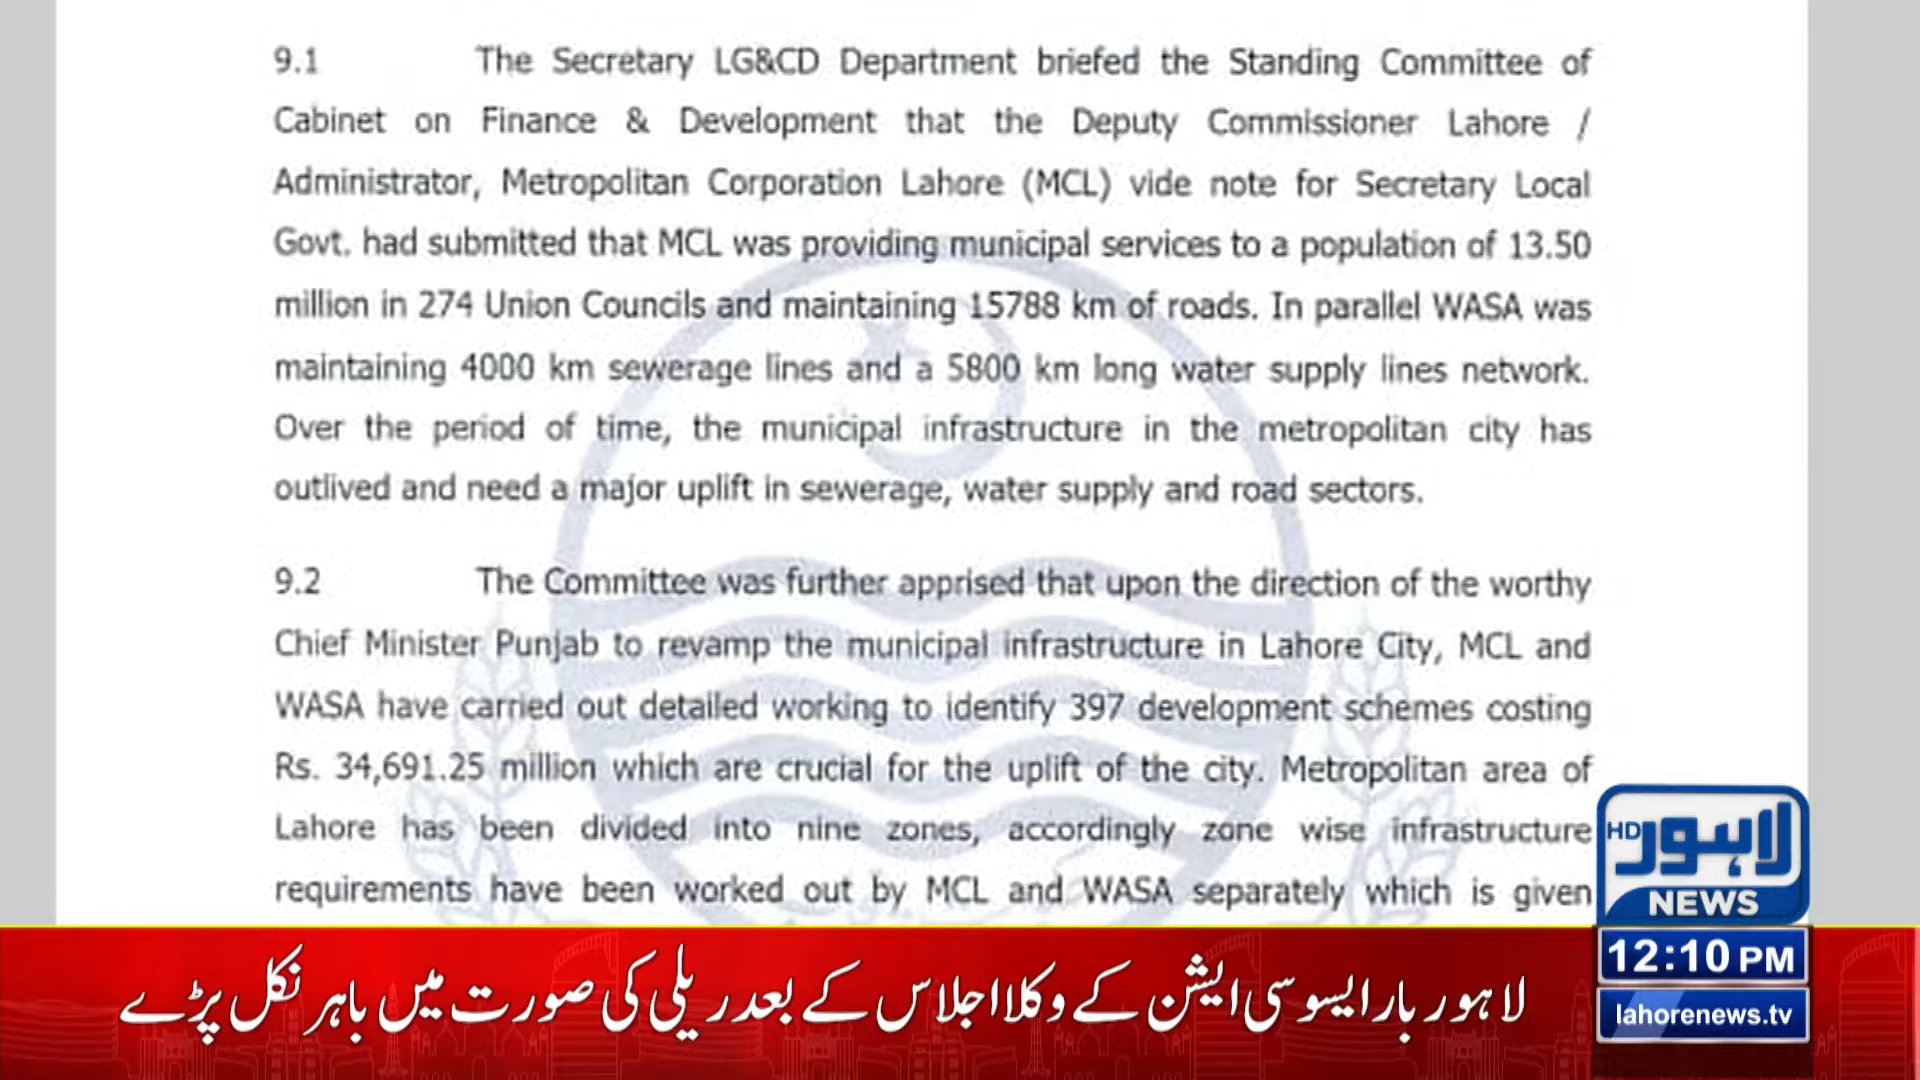 9.1 The Secretary LG&CD Department briefed the Standing Committee of
Cabinet on Finance & Development that the Deputy Commissioner Lahore /
Administrator, Metropolitan Corporation Lahore (MCL) vide note for Secretary Local
Govt. had submitted that MCL was providing municipal services to a population of 13.50
million in 274 Union Councils and maintaining 15788 km of roads. In parallel WASA was
maintaining 4000 km sewerage lines and a 5800 km long water supply lines network.
Over the period of time, the municipal infrastructure in the metropolitan city has
outlived and need a major uplift in sewerage, water supply and road sectors.
9.2 The Committee was further apprised that upon the direction of the worthy
Chief Minister Punjab to revamp the municipal infrastructure in Lahore City, MCL and
WASA have carried out detailed working to identify 397 development schemes costing
Rs. 34,691.25 million which are crucial for the uplift of the city. Metropolitan area of
Lahore has been divided into nine zones, accordingly zone wise infrastructure
requirements have been worked out by MCL and WASA separately which is given
HD لاہور
NEWS
12:10 PM
lahorenews.tv
لاہور بار ایسوسی ایشن کے وکلا اجلاس کے بعد ریلی کی صورت میں باہر نکل پڑے